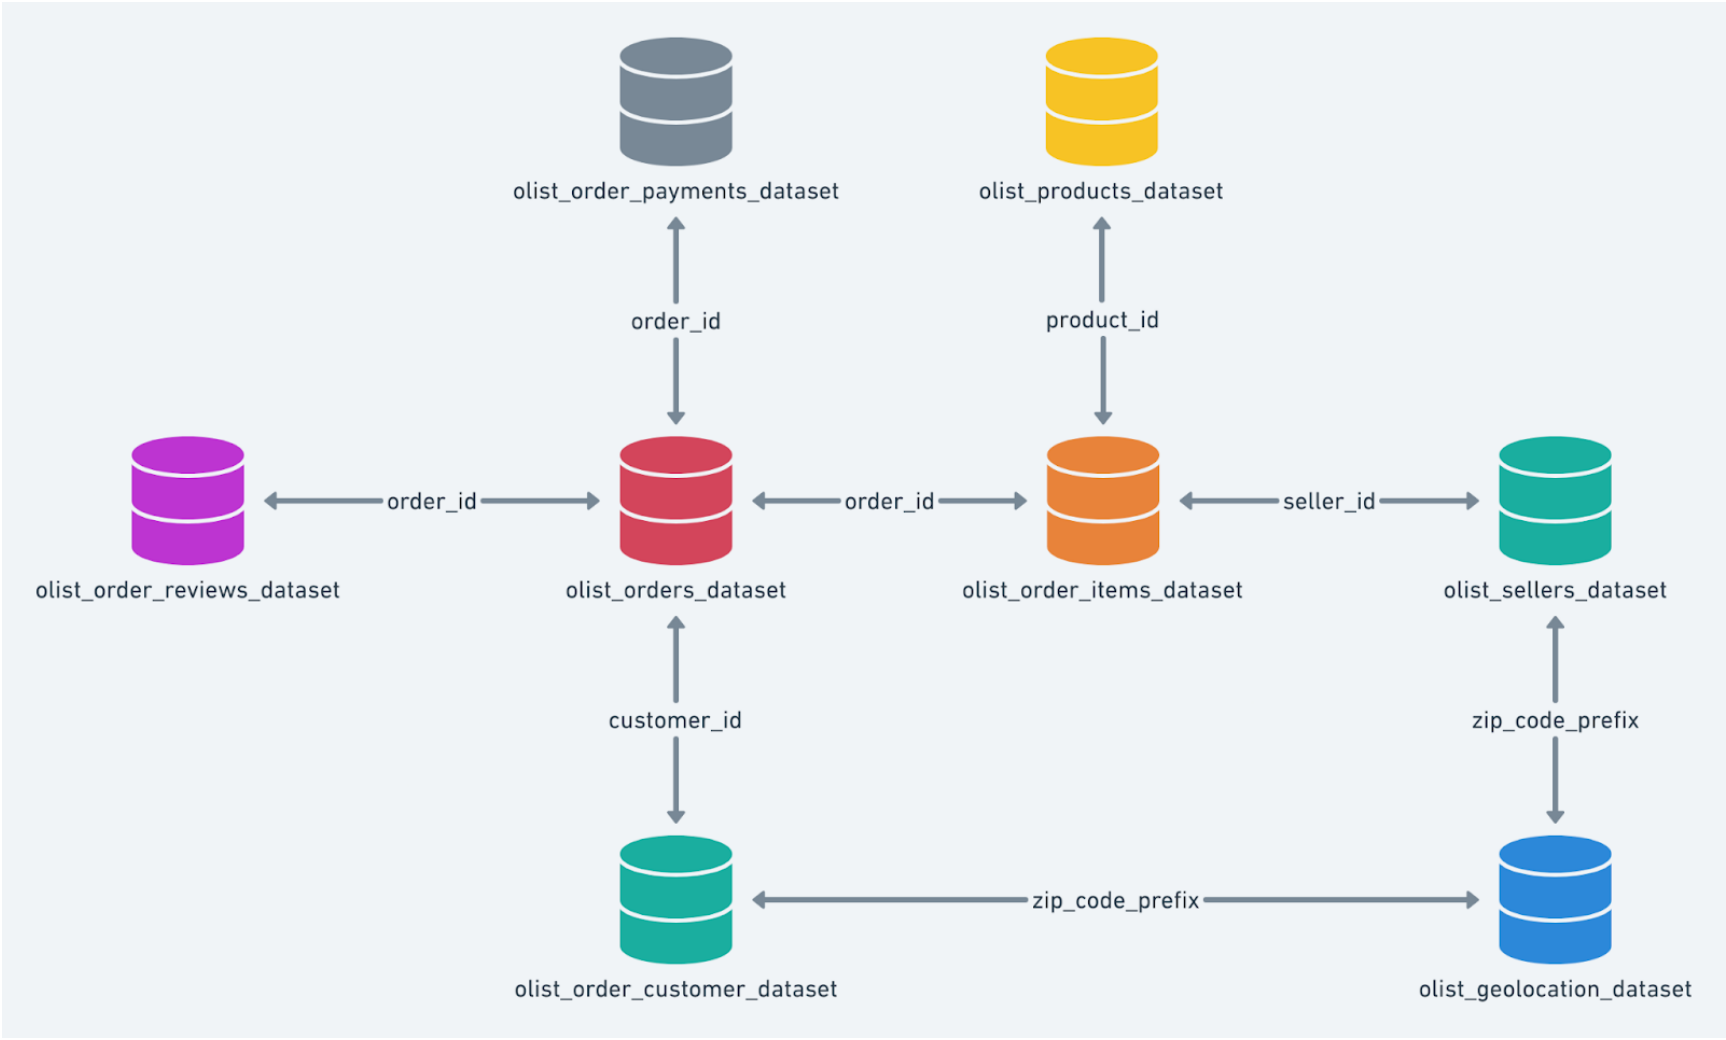 olist_order_payments_dataset
olist_products_dataset
order_id
product_id
order_id
order_id
seller_id
olist_order_reviews_dataset
olist_orders_dataset
olist_order_items_dataset
olist_sellers_dataset
customer_id
zip_code_prefix
zip_code_prefix
olist_order_customer_dataset
olist_geolocation_dataset